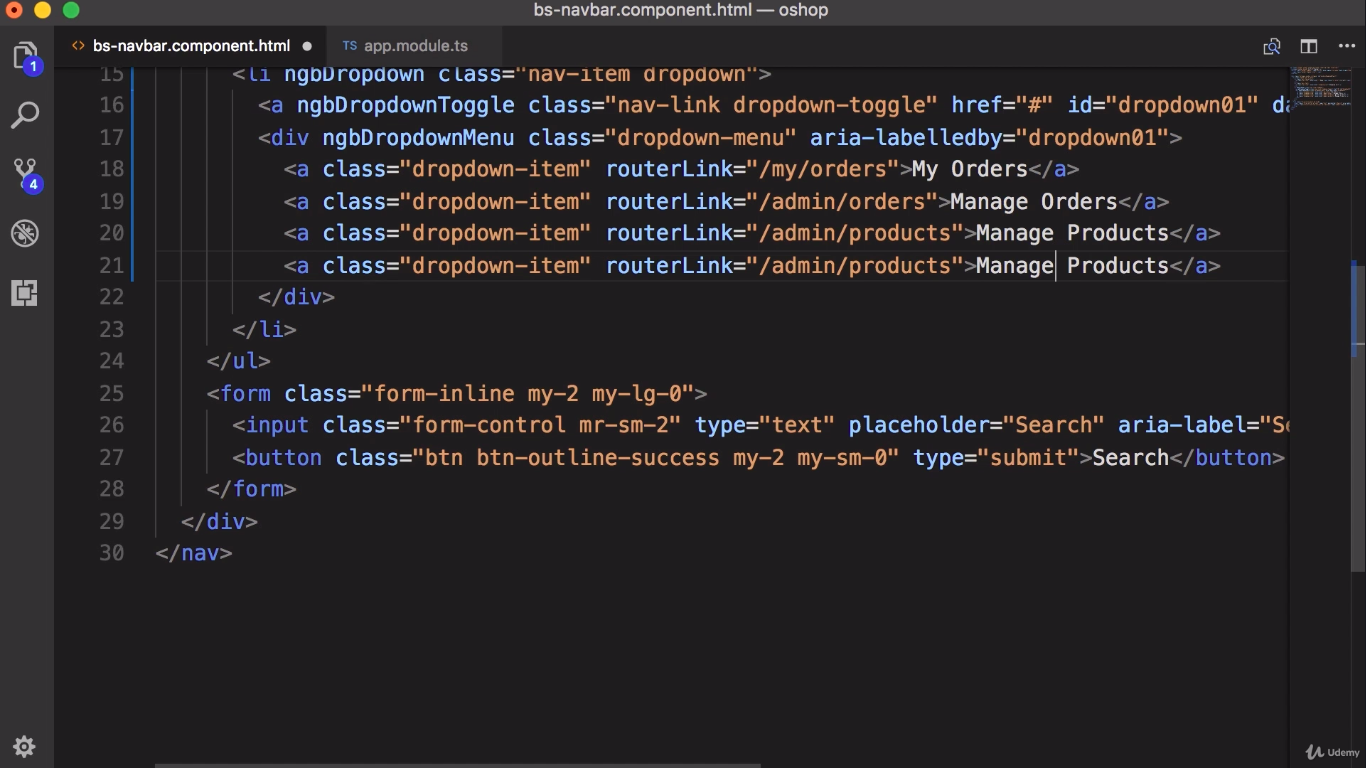 bs-navbar.component.html — oshop
<> bs-navbar.component.html ● TS app.module.ts
1
4
15 <li ngbDropdown class="nav-item dropdown">
16 <a ngbDropdownToggle class="nav-link dropdown-toggle" href="#" id="dropdown01" da
17 <div ngbDropdownMenu class="dropdown-menu" aria-labelledby="dropdown01">
18 <a class="dropdown-item" routerLink="/my/orders">My Orders</a>
19 <a class="dropdown-item" routerLink="/admin/orders">Manage Orders</a>
20 <a class="dropdown-item" routerLink="/admin/products">Manage Products</a>
21 <a class="dropdown-item" routerLink="/admin/products">Manage Products</a>
22 </div>
23 </li>
24 </ul>
25 <form class="form-inline my-2 my-lg-0">
26 <input class="form-control mr-sm-2" type="text" placeholder="Search" aria-label="Se
27 <button class="btn btn-outline-success my-2 my-sm-0" type="submit">Search</button>
28 </form>
29 </div>
30 </nav>
Udemy